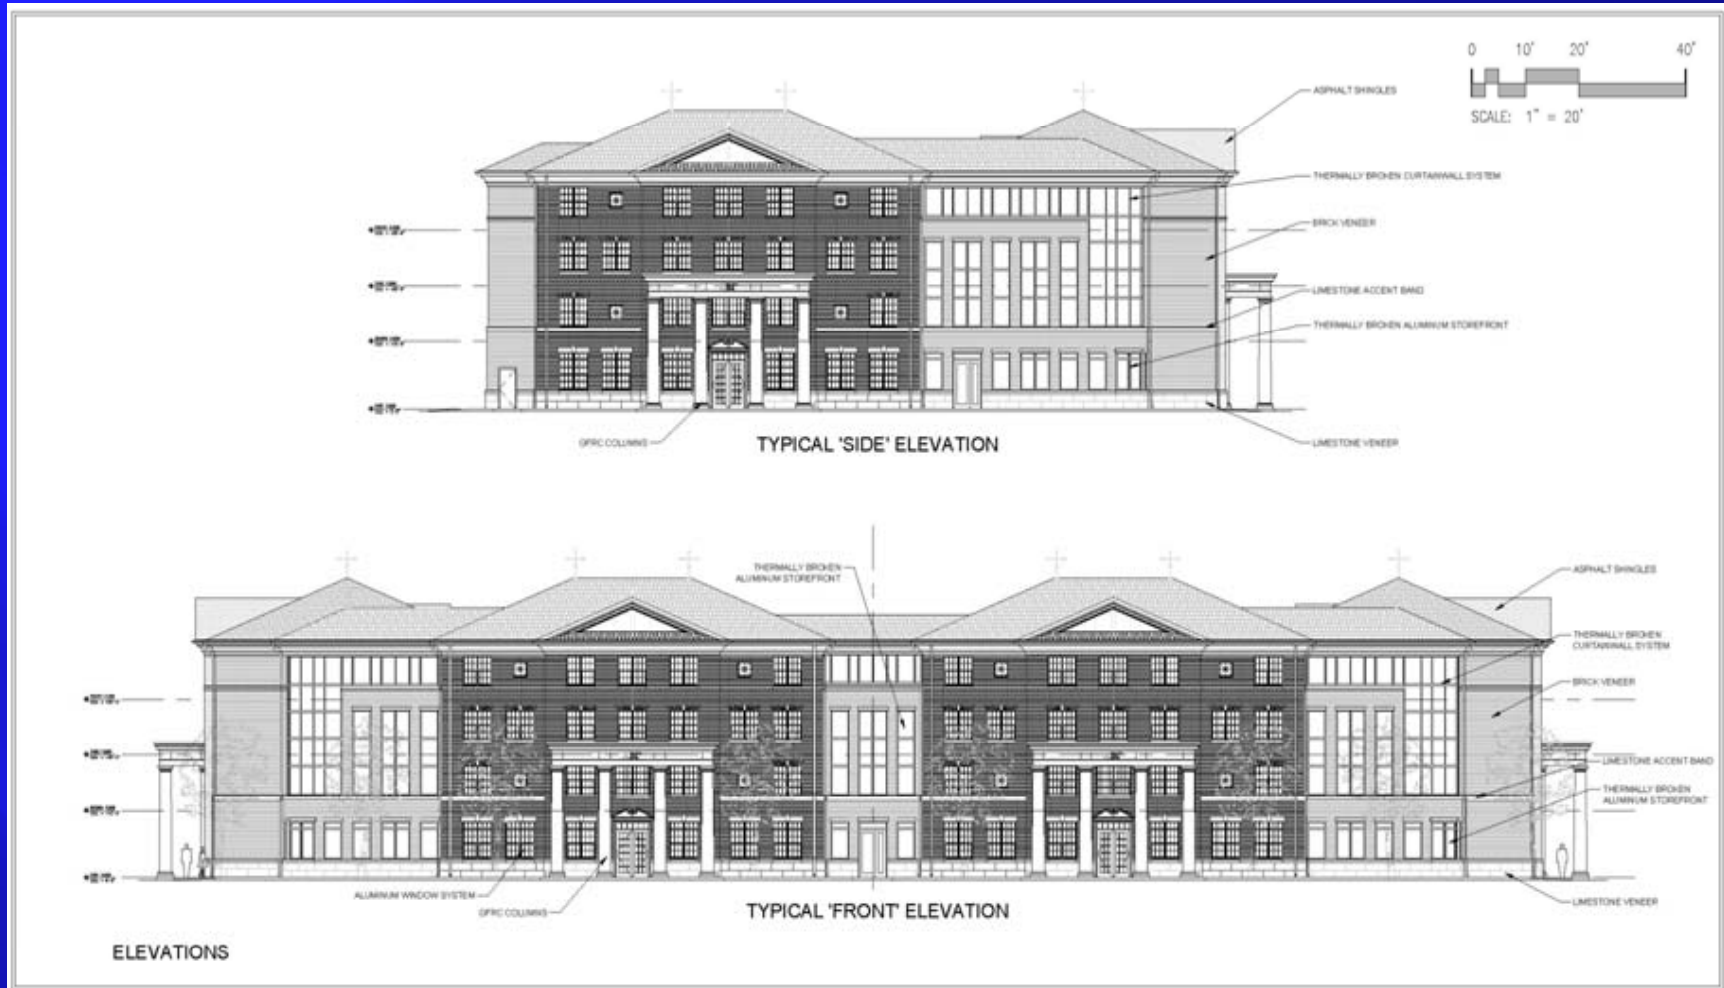 0 10' 20' 40'
SCALE: 1" = 20'
ASPHALT SHINGLES
THERMALLY BROKEN CURTAINWALL SYSTEM
BRICK VENEER
LIMESTONE ACCENT BAND
THERMALLY BROKEN ALUMINUM STOREFRONT
GFRC COLUMNS
LIMESTONE VENEER
TYPICAL 'SIDE' ELEVATION
THERMALLY BROKEN
ALUMINUM STOREFRONT
ASPHALT SHINGLES
THERMALLY BROKEN
CURTAINWALL SYSTEM
BRICK VENEER
LIMESTONE ACCENT BAND
THERMALLY BROKEN
ALUMINUM STOREFRONT
ALUMINUM WINDOW SYSTEM
GFRC COLUMNS
LIMESTONE VENEER
TYPICAL 'FRONT' ELEVATION
ELEVATIONS